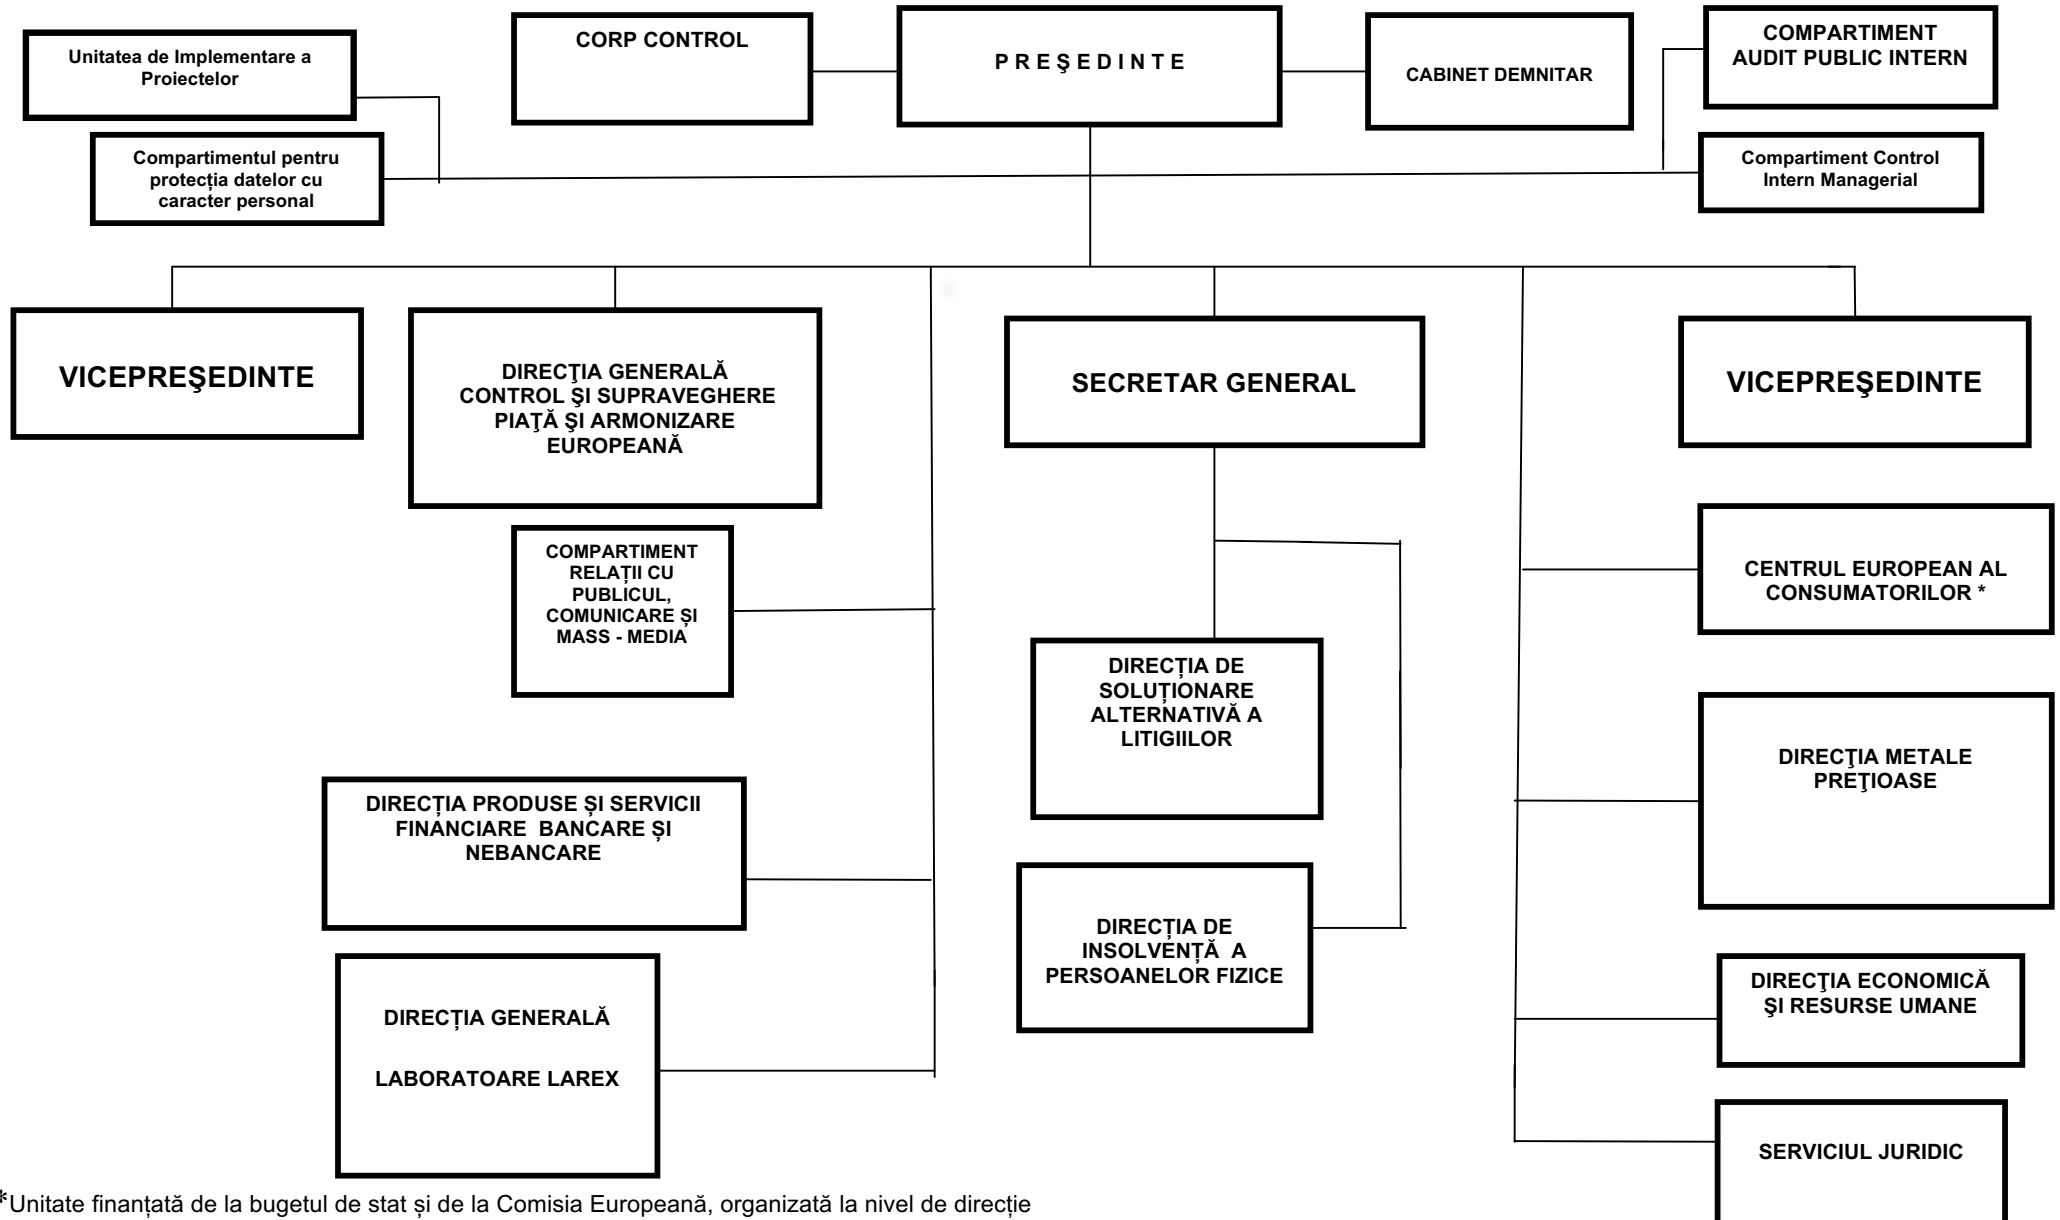 Unitatea de Implementare a
Proiectelor
CORP CONTROL
P R E Ş E D I N T E
CABINET DEMNITAR
COMPARTIMENT
AUDIT PUBLIC INTERN
Compartimentul pentru
protecția datelor cu
caracter personal
Compartiment Control
Intern Managerial
VICEPREŞEDINTE
DIRECŢIA GENERALĂ
CONTROL ŞI SUPRAVEGHERE
PIAŢĂ ŞI ARMONIZARE
EUROPEANĂ
SECRETAR GENERAL
VICEPREŞEDINTE
COMPARTIMENT
RELAȚII CU
PUBLICUL,
COMUNICARE ȘI
MASS - MEDIA
CENTRUL EUROPEAN AL
CONSUMATORILOR *
DIRECȚIA DE
SOLUȚIONARE
ALTERNATIVĂ A
LITIGIILOR
DIRECŢIA METALE
PREŢIOASE
DIRECȚIA PRODUSE ȘI SERVICII
FINANCIARE BANCARE ȘI
NEBANCARE
DIRECȚIA DE
INSOLVENȚĂ A
PERSOANELOR FIZICE
DIRECŢIA ECONOMICĂ
ŞI RESURSE UMANE
DIRECȚIA GENERALĂ
LABORATOARE LAREX
SERVICIUL JURIDIC
*Unitate finanțată de la bugetul de stat și de la Comisia Europeană, organizată la nivel de direcție